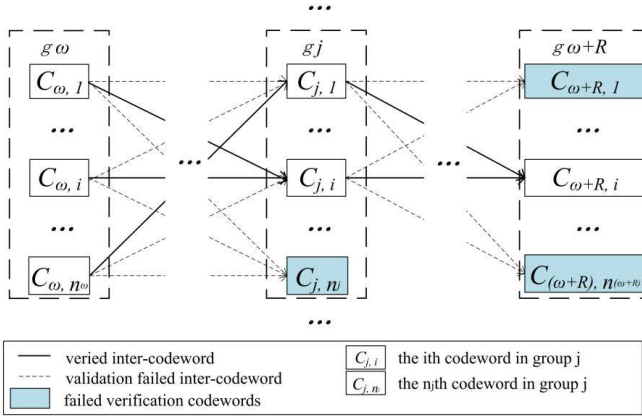 ...
g ω g j g ω+R
C ω, 1 C j, 1 C ω+R, 1
... ... ... ... ...
C ω, i C j, i C ω+R, i
... ... ...
C ω, nω C j, nj C (ω+R), n(ω+R)
...
veried inter-codeword C j, i the ith codeword in group j
validation failed inter-codeword C j, n the njth codeword in group j
failed verification codewords